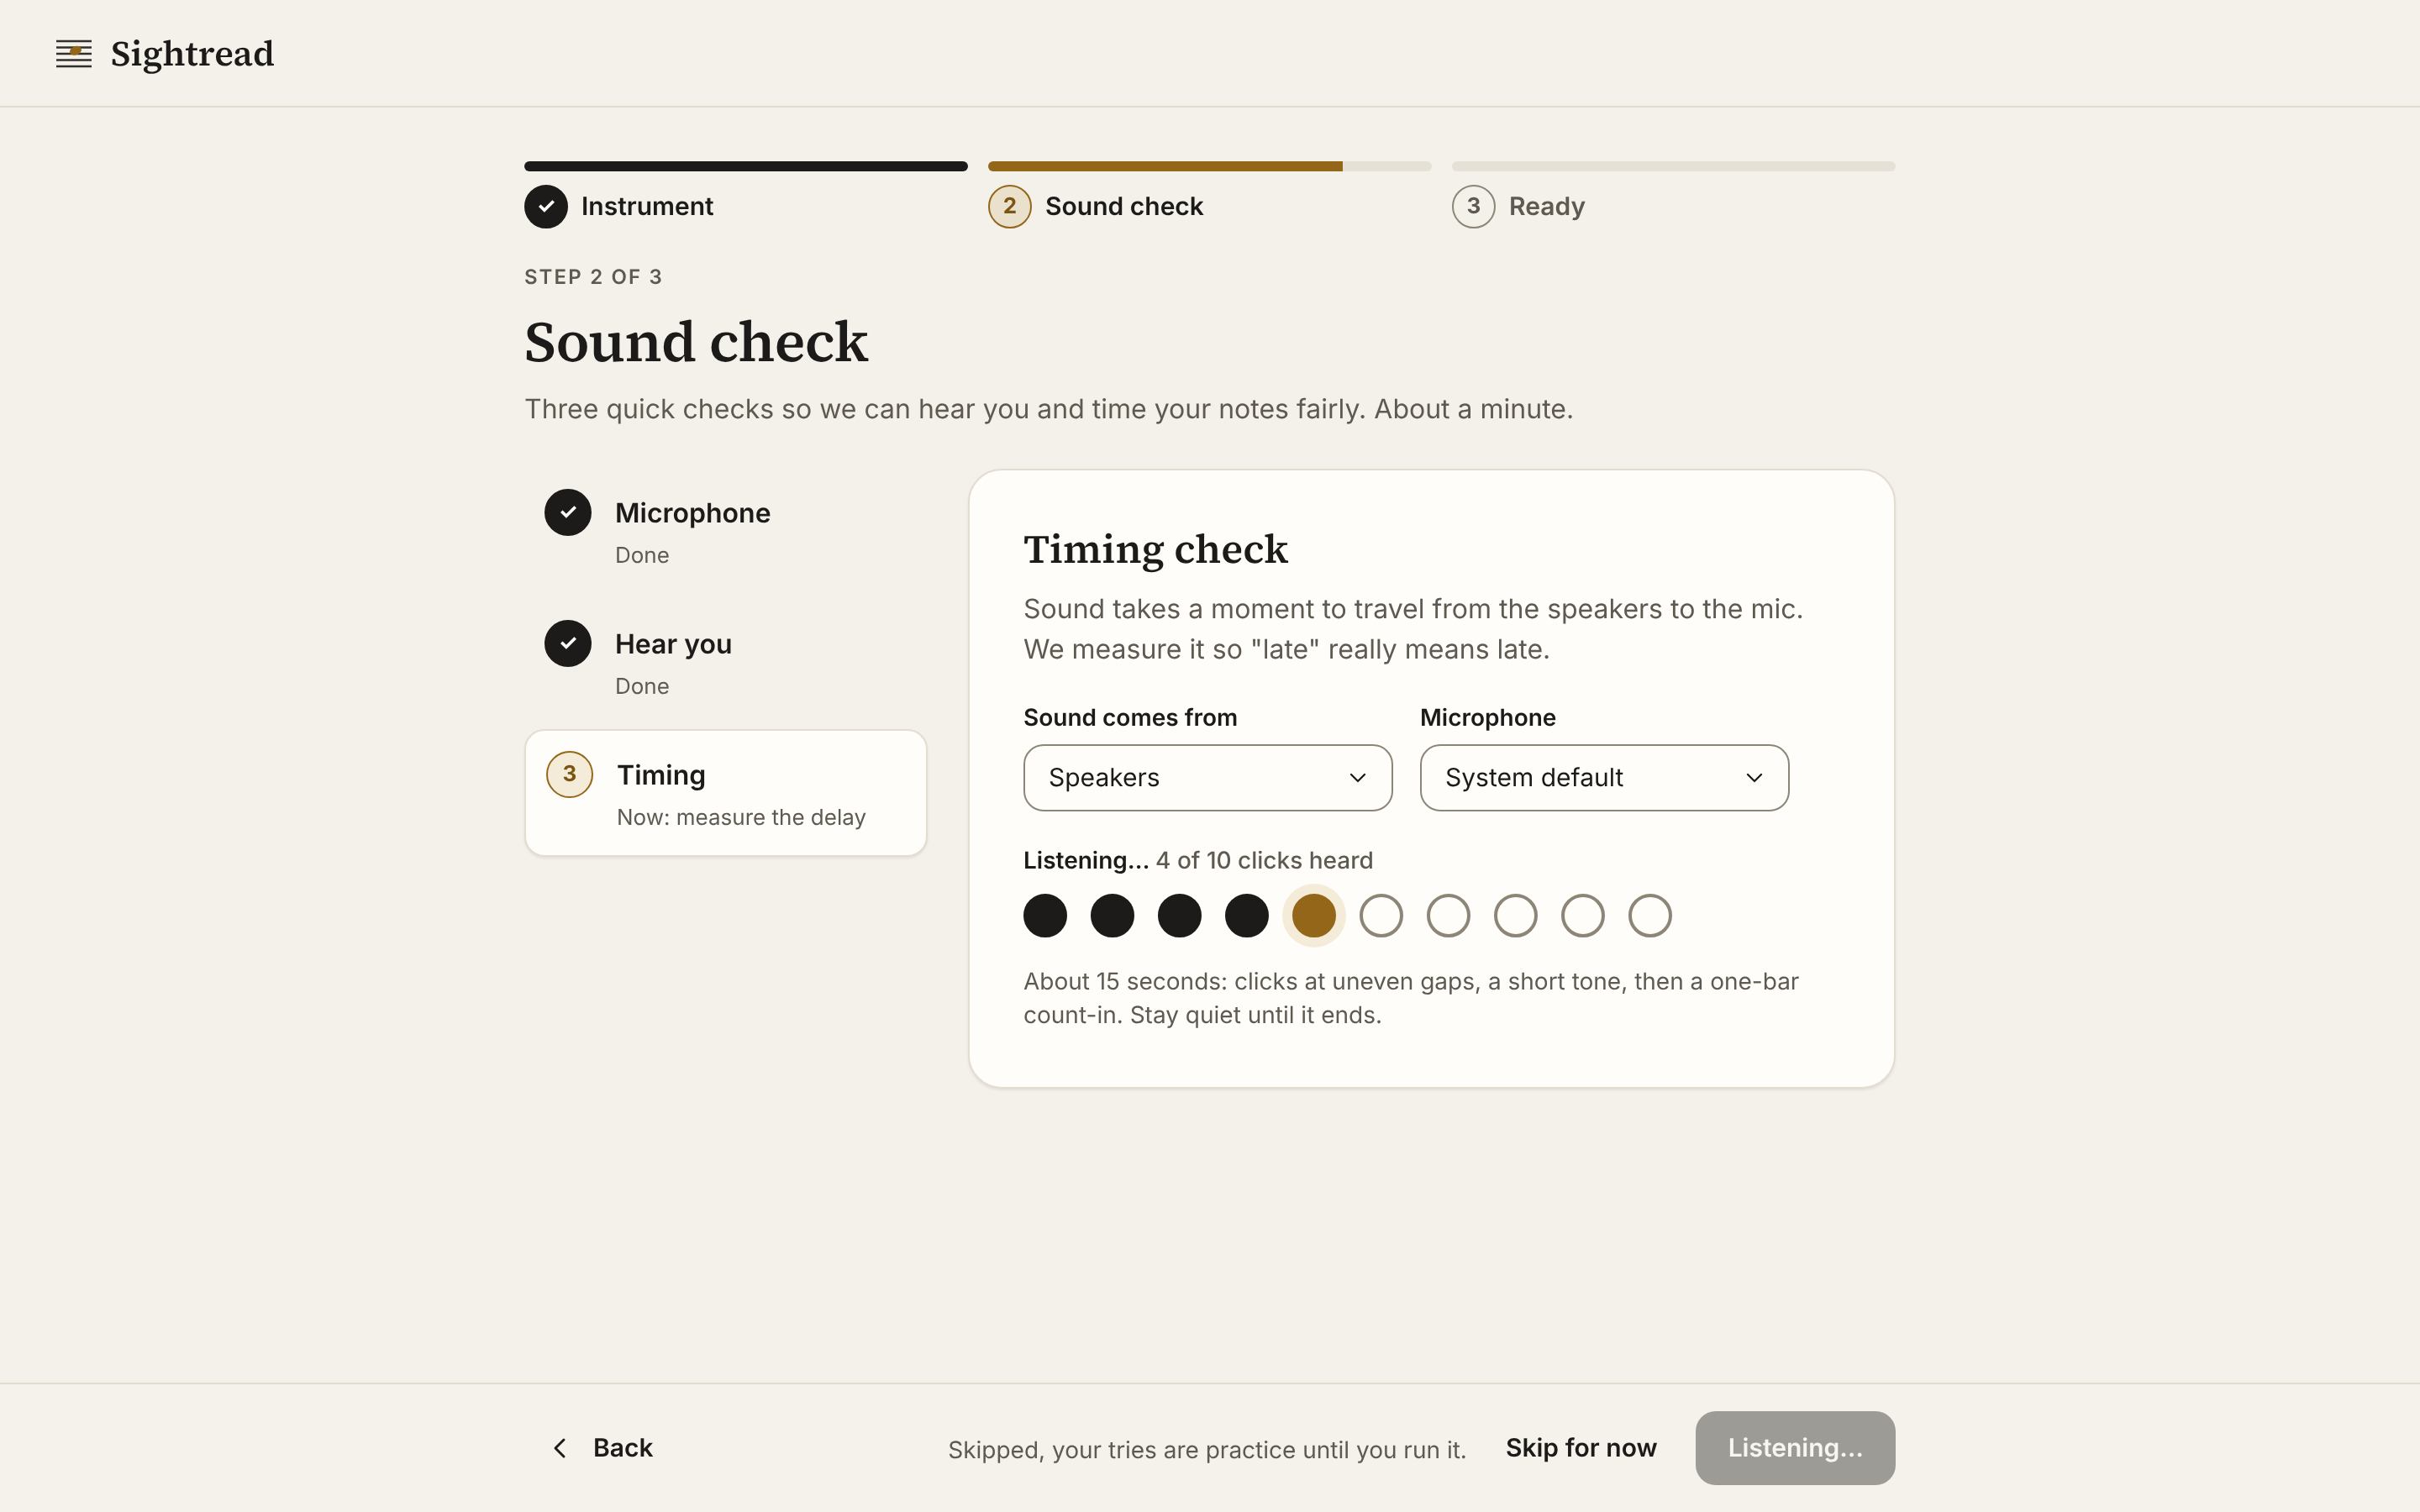 Sightread
Instrument
2 Sound check
3 Ready
STEP 2 OF 3
Sound check
Three quick checks so we can hear you and time your notes fairly. About a minute.
Microphone
Done
Hear you
Done
3 Timing
Now: measure the delay
Timing check
Sound takes a moment to travel from the speakers to the mic.
We measure it so "late" really means late.
Sound comes from
Speakers
Microphone
System default
Listening... 4 of 10 clicks heard
About 15 seconds: clicks at uneven gaps, a short tone, then a one-bar
count-in. Stay quiet until it ends.
Back
Skipped, your tries are practice until you run it.
Skip for now
Listening...